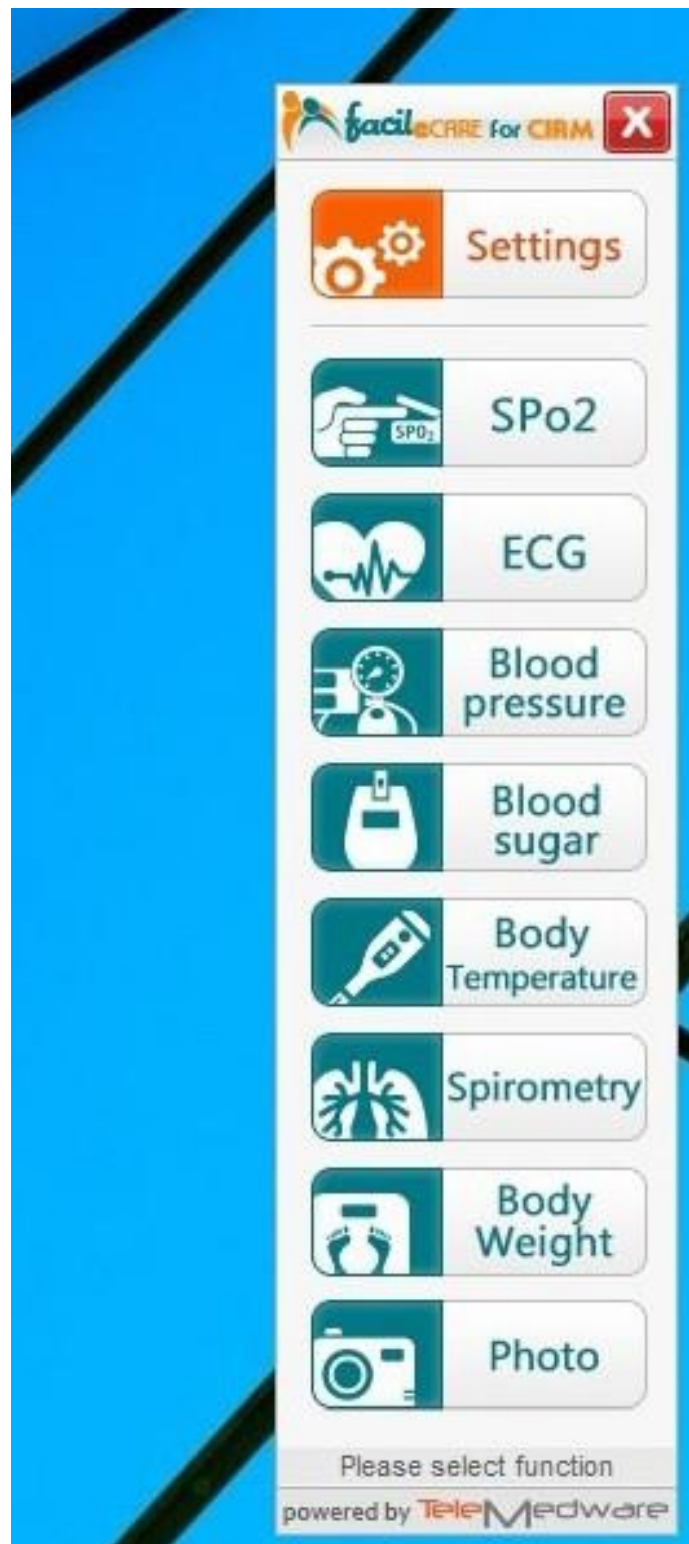 facileCARE for CIRM X
Settings
SPo2
SPO2
ECG
Blood
pressure
Blood
sugar
Body
Temperature
Spirometry
Body
Weight
Photo
Please select function
powered by TeleMedware